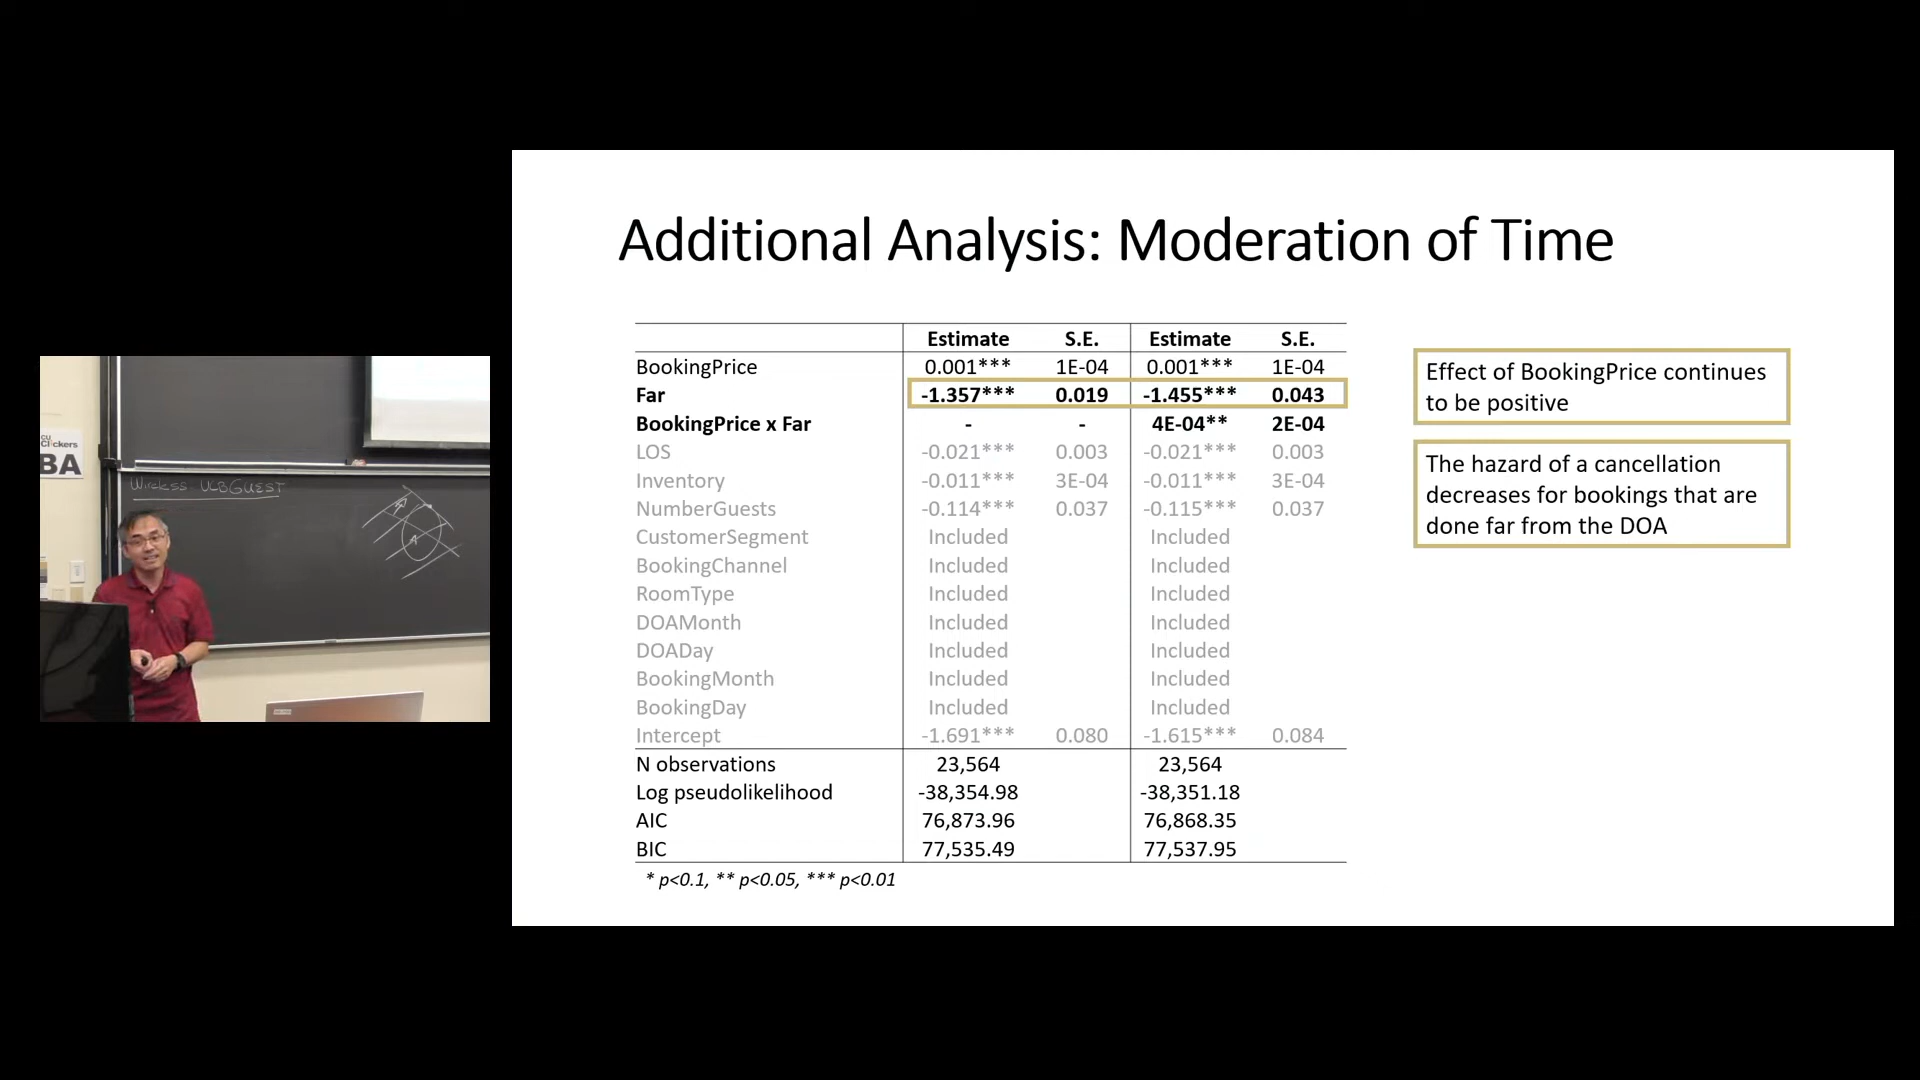 Additional Analysis: Moderation of Time
Estimate S.E. Estimate S.E.
BookingPrice 0.001*** 1E-04 0.001*** 1E-04
Far -1.357*** 0.019 -1.455*** 0.043
BookingPrice x Far - - 4E-04** 2E-04
LOS -0.021*** 0.003 -0.021*** 0.003
Inventory -0.011*** 3E-04 -0.011*** 3E-04
NumberGuests -0.114*** 0.037 -0.115*** 0.037
CustomerSegment Included Included
BookingChannel Included Included
RoomType Included Included
DOAMonth Included Included
DOADay Included Included
BookingMonth Included Included
BookingDay Included Included
Intercept -1.691*** 0.080 -1.615*** 0.084
N observations 23,564 23,564
Log pseudolikelihood -38,354.98 -38,351.18
AIC 76,873.96 76,868.35
BIC 77,535.49 77,537.95
* p<0.1, ** p<0.05, *** p<0.01
Effect of BookingPrice continues
to be positive
The hazard of a cancellation
decreases for bookings that are
done far from the DOA
CU Clickers
BA
Wireless UCBGUEST
A